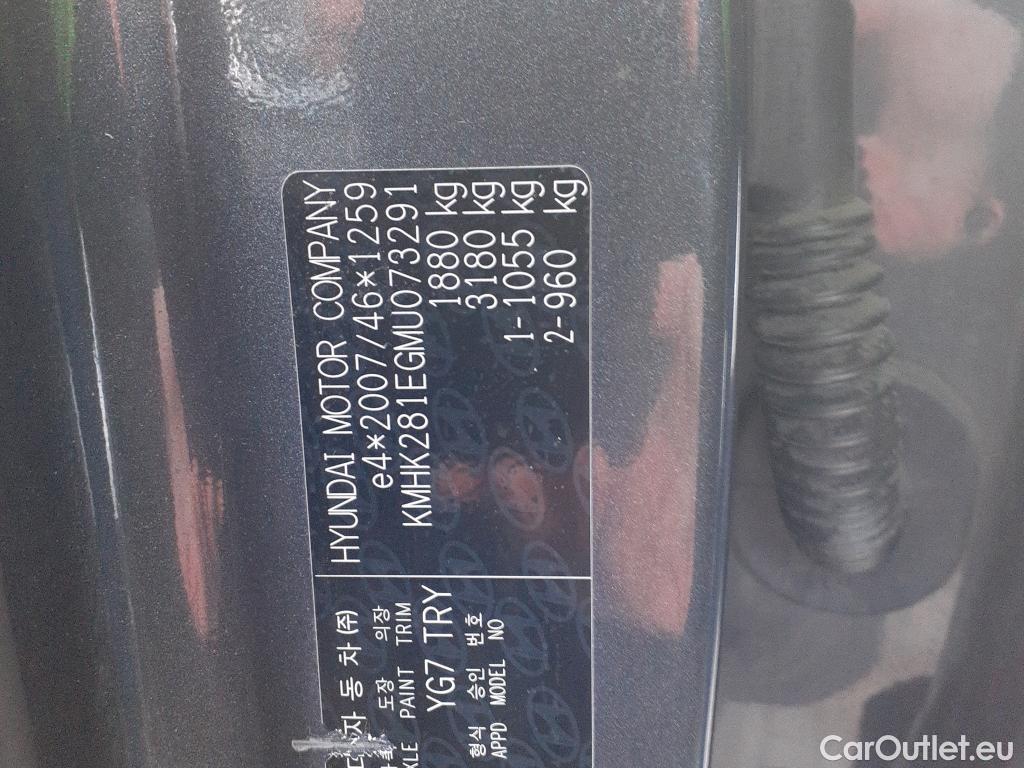 HYUNDAI MOTOR COMPANY
e4*2007/46*1259
KMHK281EGMU073291
1880 kg
3180 kg
1-1055 kg
2-960 kg
자동차(주)
도장 의장
PAINT TRIM
YG7 TRY
형식 승인 번호
APPD MODEL NO
CarOutlet.eu